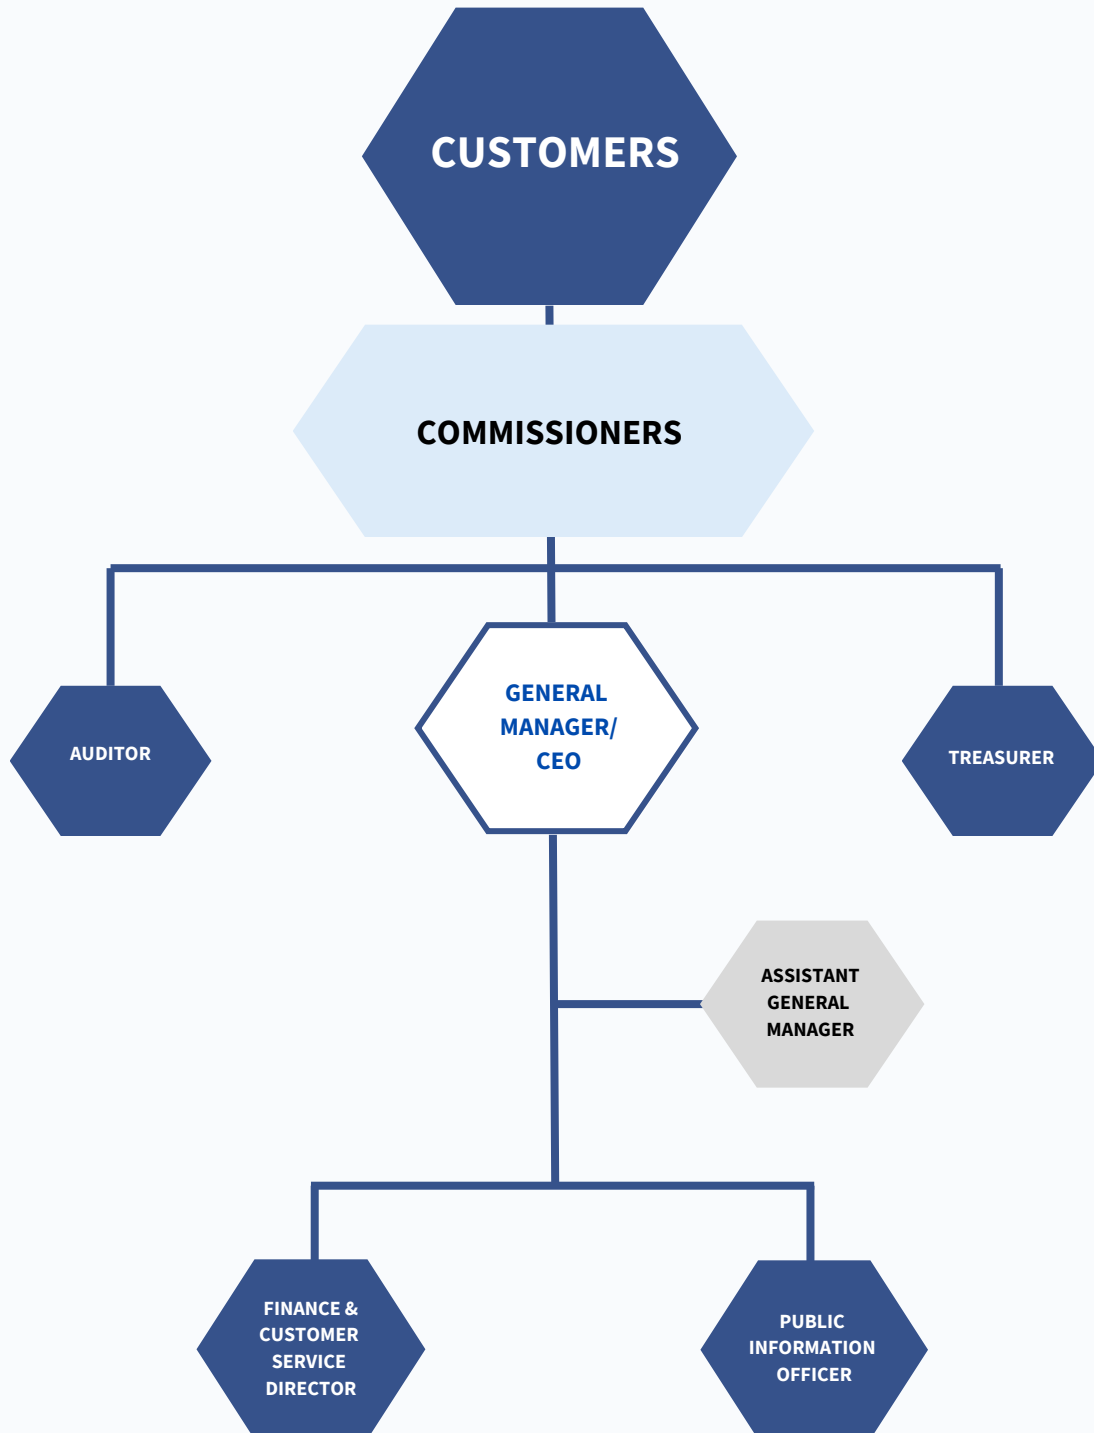 CUSTOMERS
COMMISSIONERS
GENERAL
MANAGER/
CEO
AUDITOR
TREASURER
ASSISTANT
GENERAL
MANAGER
FINANCE &
CUSTOMER
SERVICE
DIRECTOR
PUBLIC
INFORMATION
OFFICER